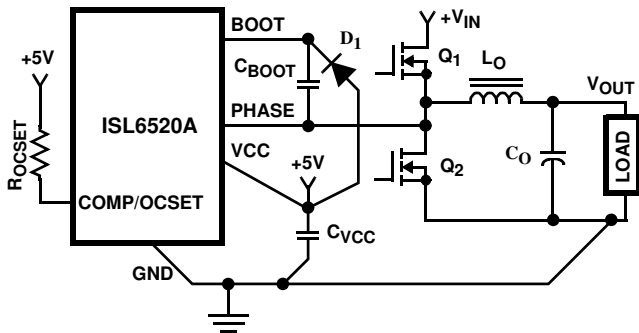 +VIN
BOOT
D1
+5V
CBOOT
Q1
LO
VOUT
ISL6520A
PHASE
ROCSET
VCC
+5V
Q2
CO
LOAD
COMP/OCSET
CVCC
GND